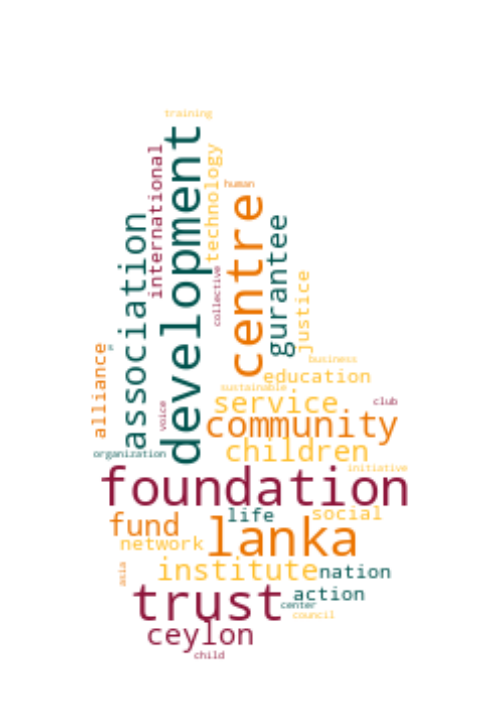 training
development
international
technology
human
centre
association
gurantee
collective
justice
alliance
business
education
sustainable
service
voice
club
community
children
organization
initiative
foundation
life
social
fund
lanka
network
institute
nation
asia
trust
action
center
council
ceylon
child